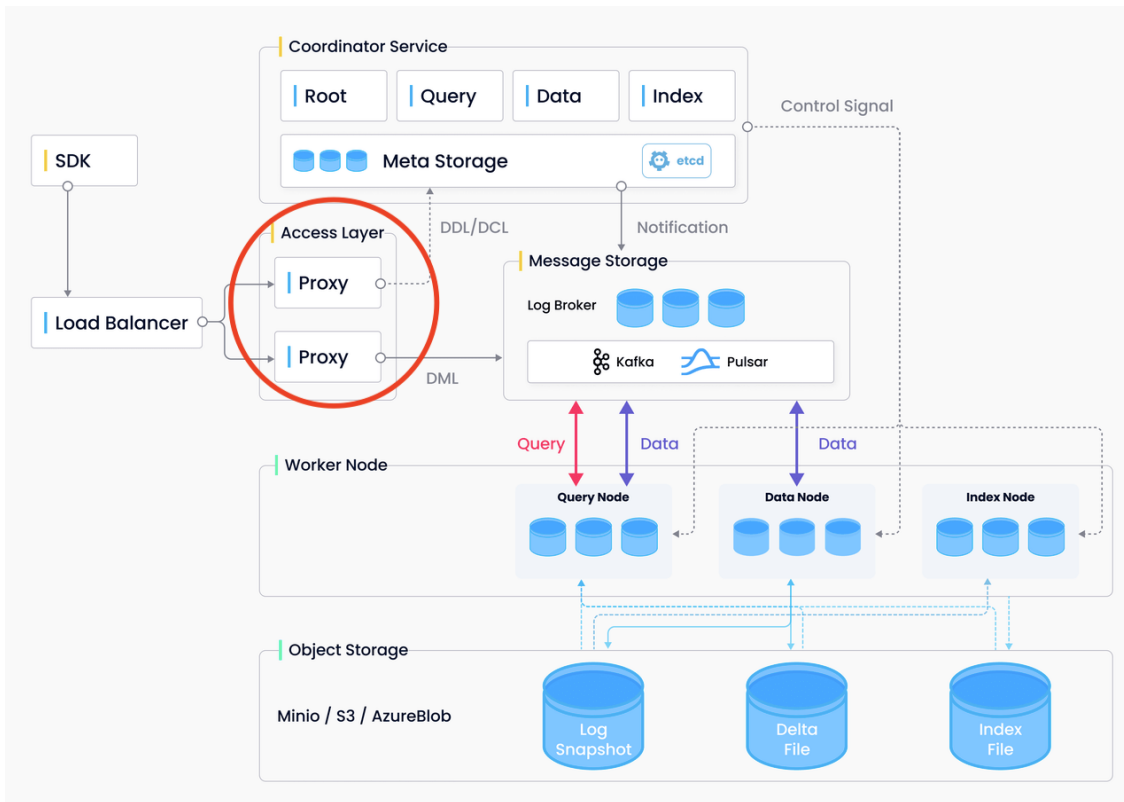 Coordinator Service
Root
Query
Data
Index
Control Signal
SDK
Meta Storage
etcd
DDL/DCL
Notification
Access Layer
Proxy
Message Storage
Log Broker
Load Balancer
Proxy
Kafka
Pulsar
DML
Query
Data
Data
Worker Node
Query Node
Data Node
Index Node
Object Storage
Minio / S3 / AzureBlob
Log
Snapshot
Delta
File
Index
File